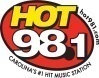 HOT
98.1
CAROLINA'S #1 HIT MUSIC STATION
hot981.com